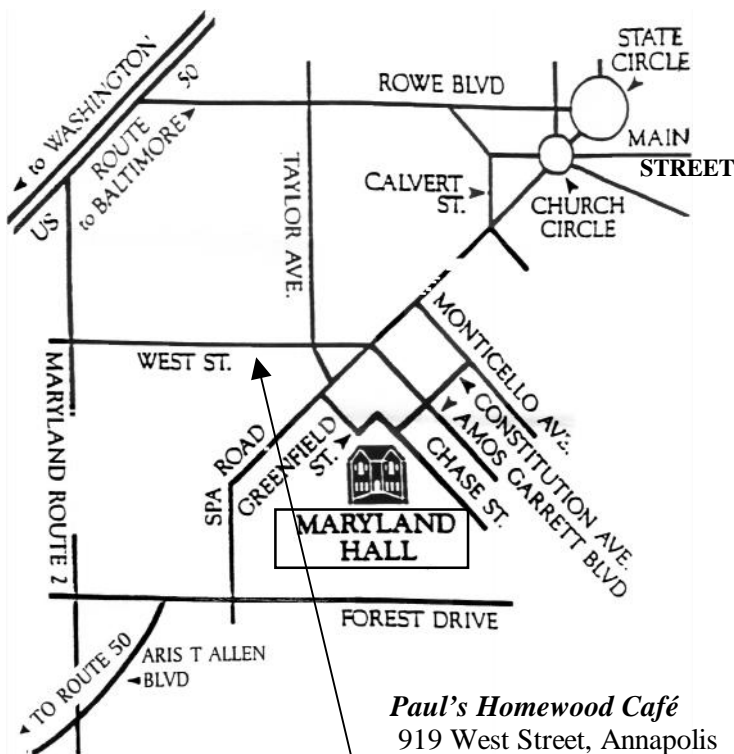 STATE
CIRCLE
ROWE BLVD
MAIN
STREET
◄ to WASHINGTON
50
US ROUTE
to BALTIMORE ►
TAYLOR AVE.
CALVERT
ST.
CHURCH
CIRCLE
WEST ST.
MONTICELLO AVE.
CONSTITUTION AVE.
AMOS GARRETT BLVD
CHASE ST.
GREENFIELD
ST.
SPA ROAD
MARYLAND ROUTE 2
MARYLAND
HALL
FOREST DRIVE
ARIS T ALLEN
BLVD
◄ TO ROUTE 50
Paul's Homewood Café
919 West Street, Annapolis